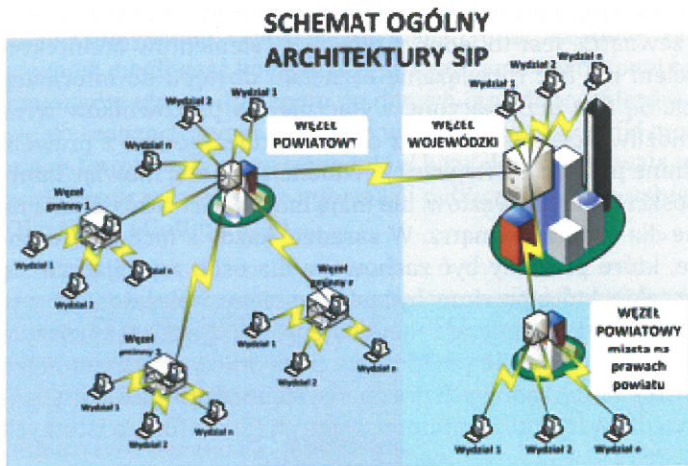 SCHEMAT OGÓLNY
ARCHITEKTURY SIP
Wydział 2
Wydział 1
Wydział n
WĘZEŁ
POWIATOWY
Węzeł
gminny 1
Wydział 1
Wydział 2
Węzeł
gminny
Wydział 1
Wydział 2
Wydział n
Węzeł
Wydział 1
Wydział 2
Wydział n
Wydział 1
Wydział 2
Wydział n
WĘZEŁ
WOJEWÓDZKI
WĘZEŁ
POWIATOWY
miasta na
prawach
powiatu
Wydział 1
Wydział 2
Wydział n